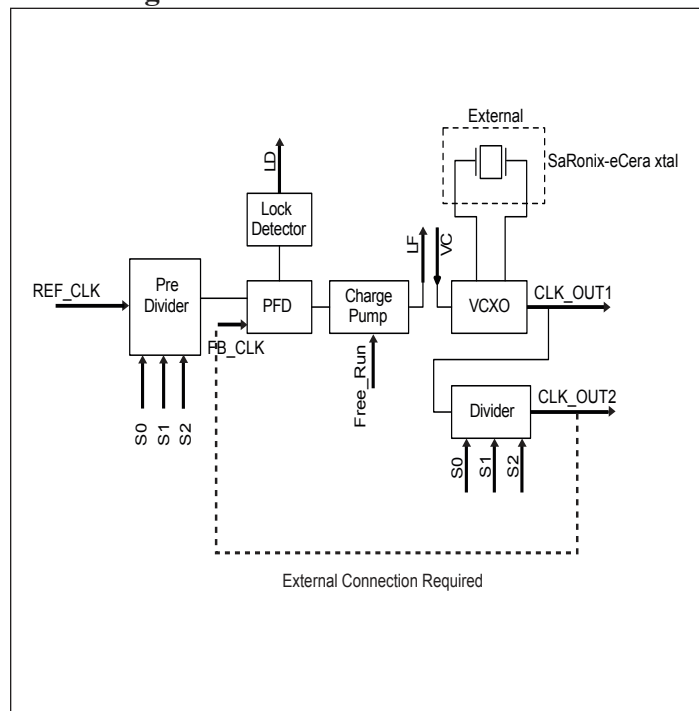 External
SaRonix-eCera xtal
LD
Lock
Detector
LF
VC
REF_CLK
Pre
Divider
PFD
Charge
Pump
VCXO
CLK_OUT1
FB_CLK
Free_Run
Divider
CLK_OUT2
S0
S1
S2
S0
S1
S2
External Connection Required